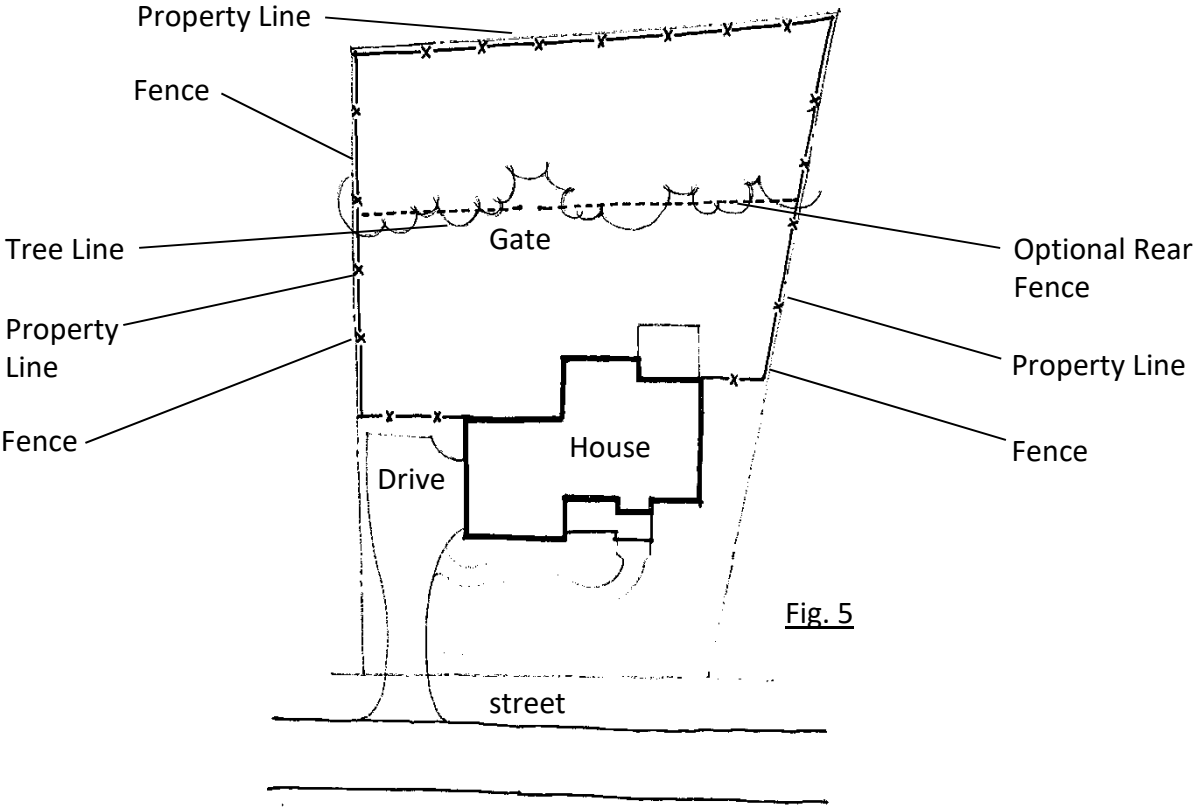 Property Line
Fence
Tree Line
Gate
Optional Rear
Fence
Property
Line
Property Line
Fence
House
Fence
Drive
Fig. 5
street